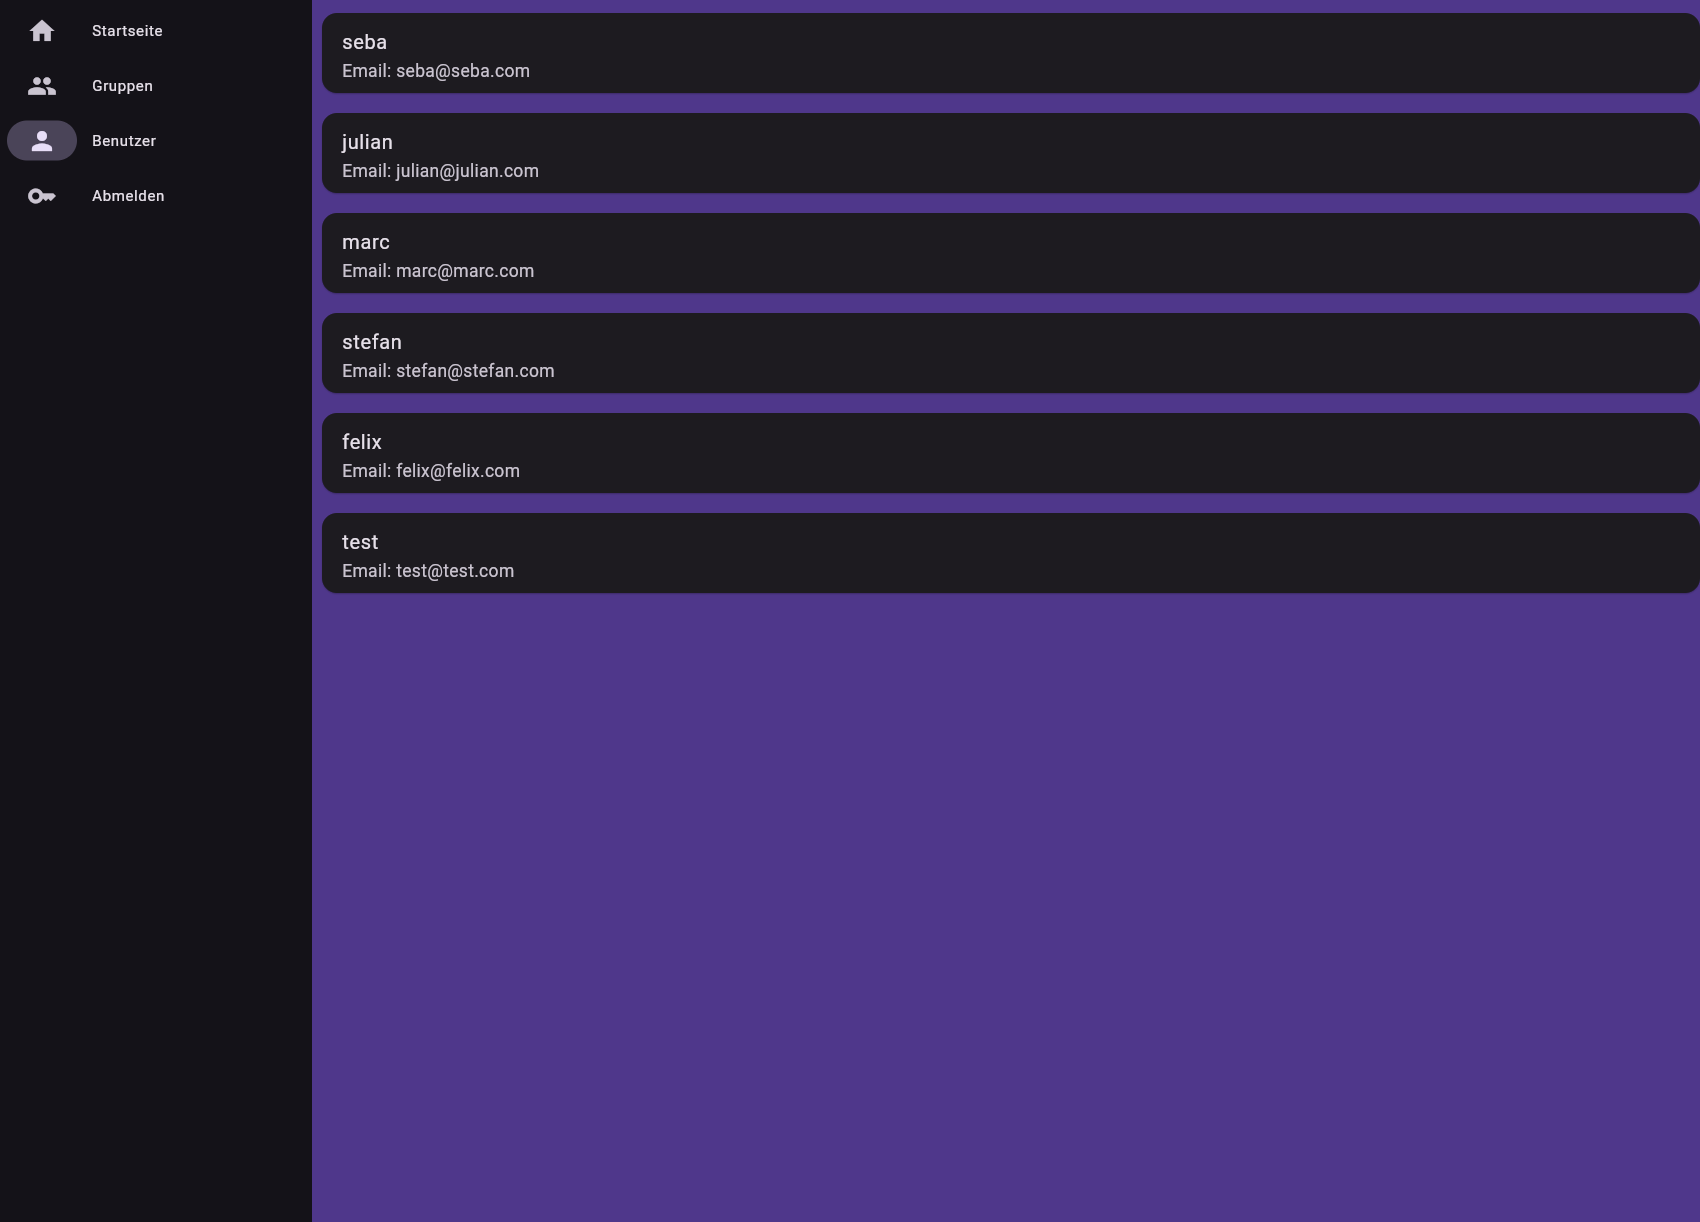 Startseite
Gruppen
Benutzer
Abmelden
seba
Email: seba@seba.com
julian
Email: julian@julian.com
marc
Email: marc@marc.com
stefan
Email: stefan@stefan.com
felix
Email: felix@felix.com
test
Email: test@test.com